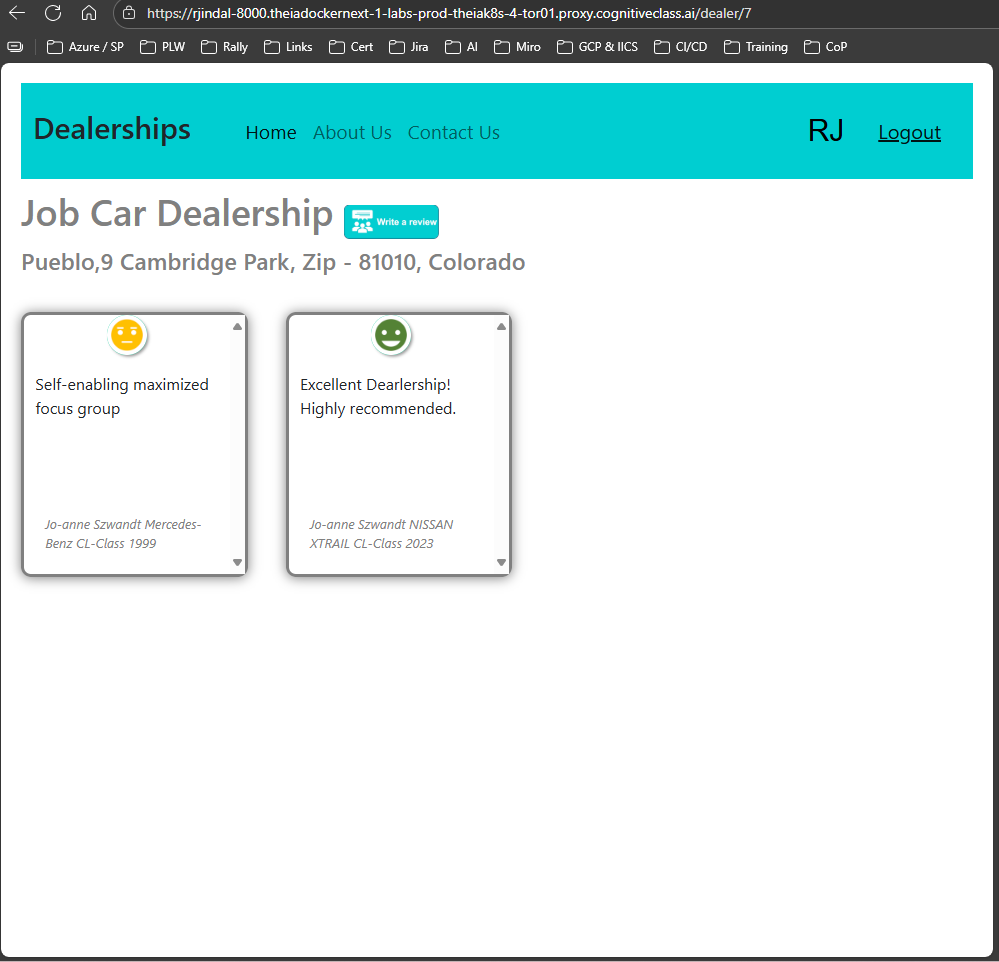 https://rjindal-8000.theiadockernext-1-labs-prod-theiak8s-4-tor01.proxy.cognitiveclass.ai/dealer/7
Azure / SP PLW Rally Links Cert Jira AI Miro GCP & IICS CI/CD Training CoP
Dealerships Home About Us Contact Us RJ Logout
Job Car Dealership Write a review
Pueblo,9 Cambridge Park, Zip - 81010, Colorado
Self-enabling maximized
focus group
Jo-anne Szwandt Mercedes-
Benz CL-Class 1999
Excellent Dearlership!
Highly recommended.
Jo-anne Szwandt NISSAN
XTRAIL CL-Class 2023